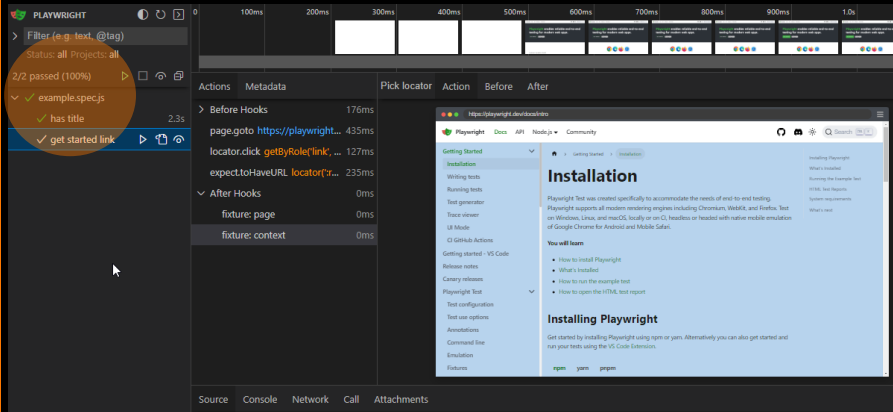 PLAYWRIGHT
Filter (e.g. text, @tag)
Status: all Projects: all
2/2 passed (100%)
example.spec.js
has title 2.3s
get started link
0 100ms 200ms 300ms 400ms 500ms 600ms 700ms 800ms 900ms 1.0s
Actions Metadata
Before Hooks 176ms
page.goto https://playwright... 435ms
locator.click getByRole('link', ... 127ms
expect.toHaveURL locator(':r... 235ms
After Hooks 0ms
fixture: page 0ms
fixture: context 0ms
Pick locator Action Before After
https://playwright.dev/docs/intro
Playwright Docs API Node.js Community Search
Getting Started
Installation
Writing tests
Running tests
Test generator
Trace viewer
UI Mode
CI GitHub Actions
Getting started - VS Code
Release notes
Canary releases
Playwright Test
Test configuration
Test use options
Annotations
Command line
Emulation
Fixtures
Getting Started Installation
Installation
Playwright Test was created specifically to accommodate the needs of end-to-end testing.
Playwright supports all modern rendering engines including Chromium, WebKit, and Firefox. Test
on Windows, Linux, and macOS, locally or on CI, headless or headed with native mobile emulation
of Google Chrome for Android and Mobile Safari.
You will learn
How to install Playwright
What's Installed
How to run the example test
How to open the HTML test report
Installing Playwright
Get started by installing Playwright using npm or yarn. Alternatively you can also get started and
run your tests using the VS Code Extension.
npm yarn pnpm
Installing Playwright
What's Installed
Running the Example Test
HTML Test Reports
System requirements
What's next
Source Console Network Call Attachments